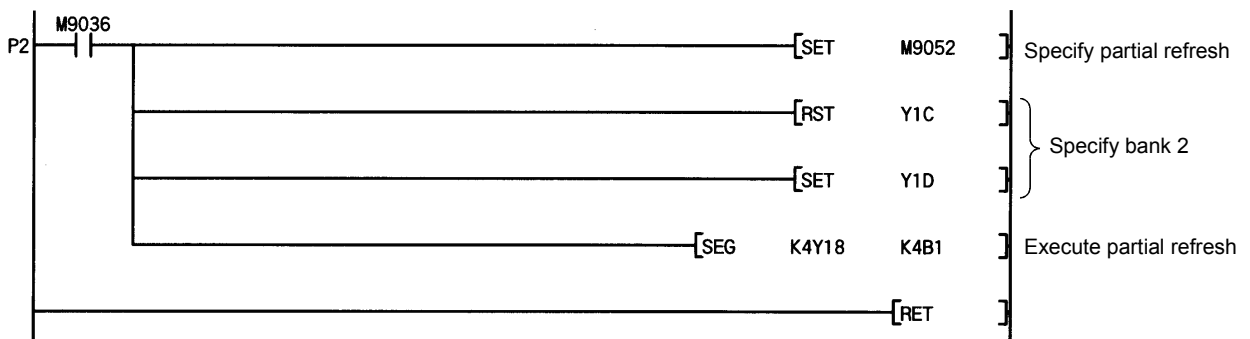 M9036
P2 [SET M9052 ] Specify partial refresh
[RST Y1C ]
Specify bank 2
[SET Y1D ]
[SEG K4Y18 K4B1 ] Execute partial refresh
[RET ]